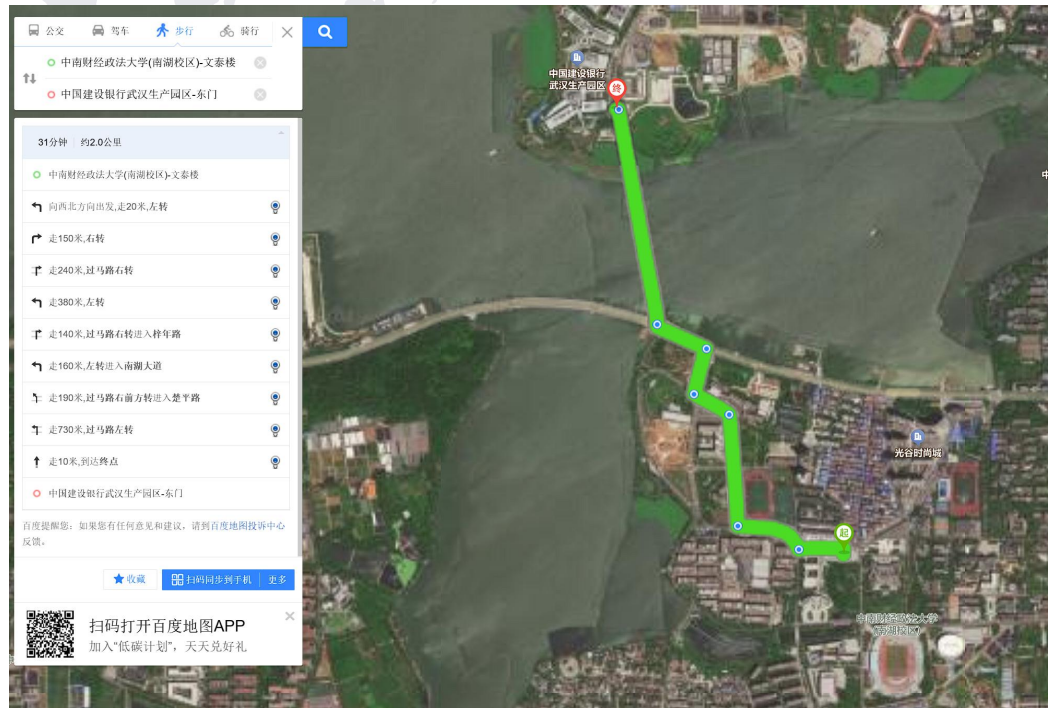 公交 驾车 步行 骑行
中南财经政法大学(南湖校区)-文泰楼
中国建设银行武汉生产园区-东门
31分钟 约2.0公里
中南财经政法大学(南湖校区)-文泰楼
向西北方向出发,走20米,左转
走150米,右转
走240米,过马路右转
走380米,左转
走140米,过马路右转进入梓年路
走160米,左转进入南湖大道
走190米,过马路右前方转进入楚平路
走730米,过马路左转
走10米,到达终点
中国建设银行武汉生产园区-东门
百度提醒您：如果您有任何意见和建议，请到百度地图投诉中心
反馈。
收藏 扫码同步到手机 更多
扫码打开百度地图APP
加入“低碳计划”，天天兑好礼
中国建设银行
武汉生产园区
终
中
光谷时尚城
起
中南财经政法大学
(南湖校区)